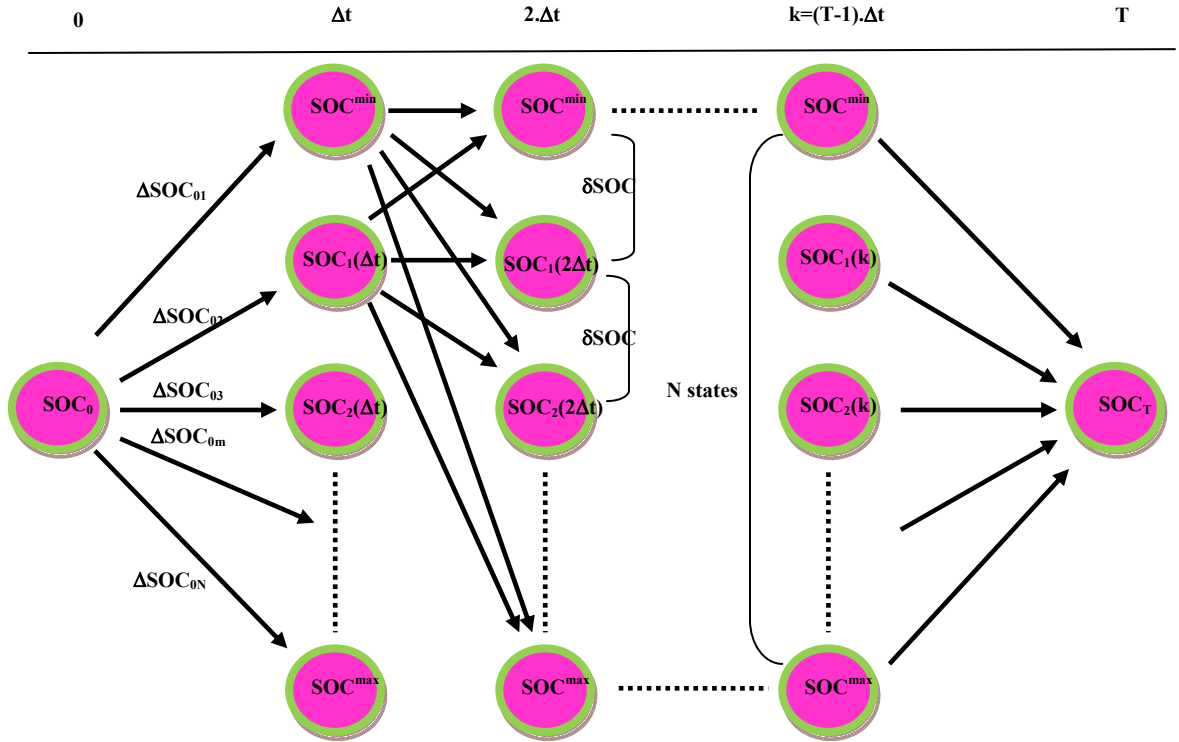 0 Δt 2.Δt k=(T-1).Δt T
SOC^min SOC^min SOC^min
ΔSOC₀₁
δSOC
SOC₁(Δt) SOC₁(2Δt) SOC₁(k)
ΔSOC₀₂
δSOC
ΔSOC₀₃
N states
SOC₀ SOC₂(Δt) SOC₂(2Δt) SOC₂(k) SOC_T
ΔSOC₀ₘ
ΔSOC₀N
SOC^max SOC^max SOC^max